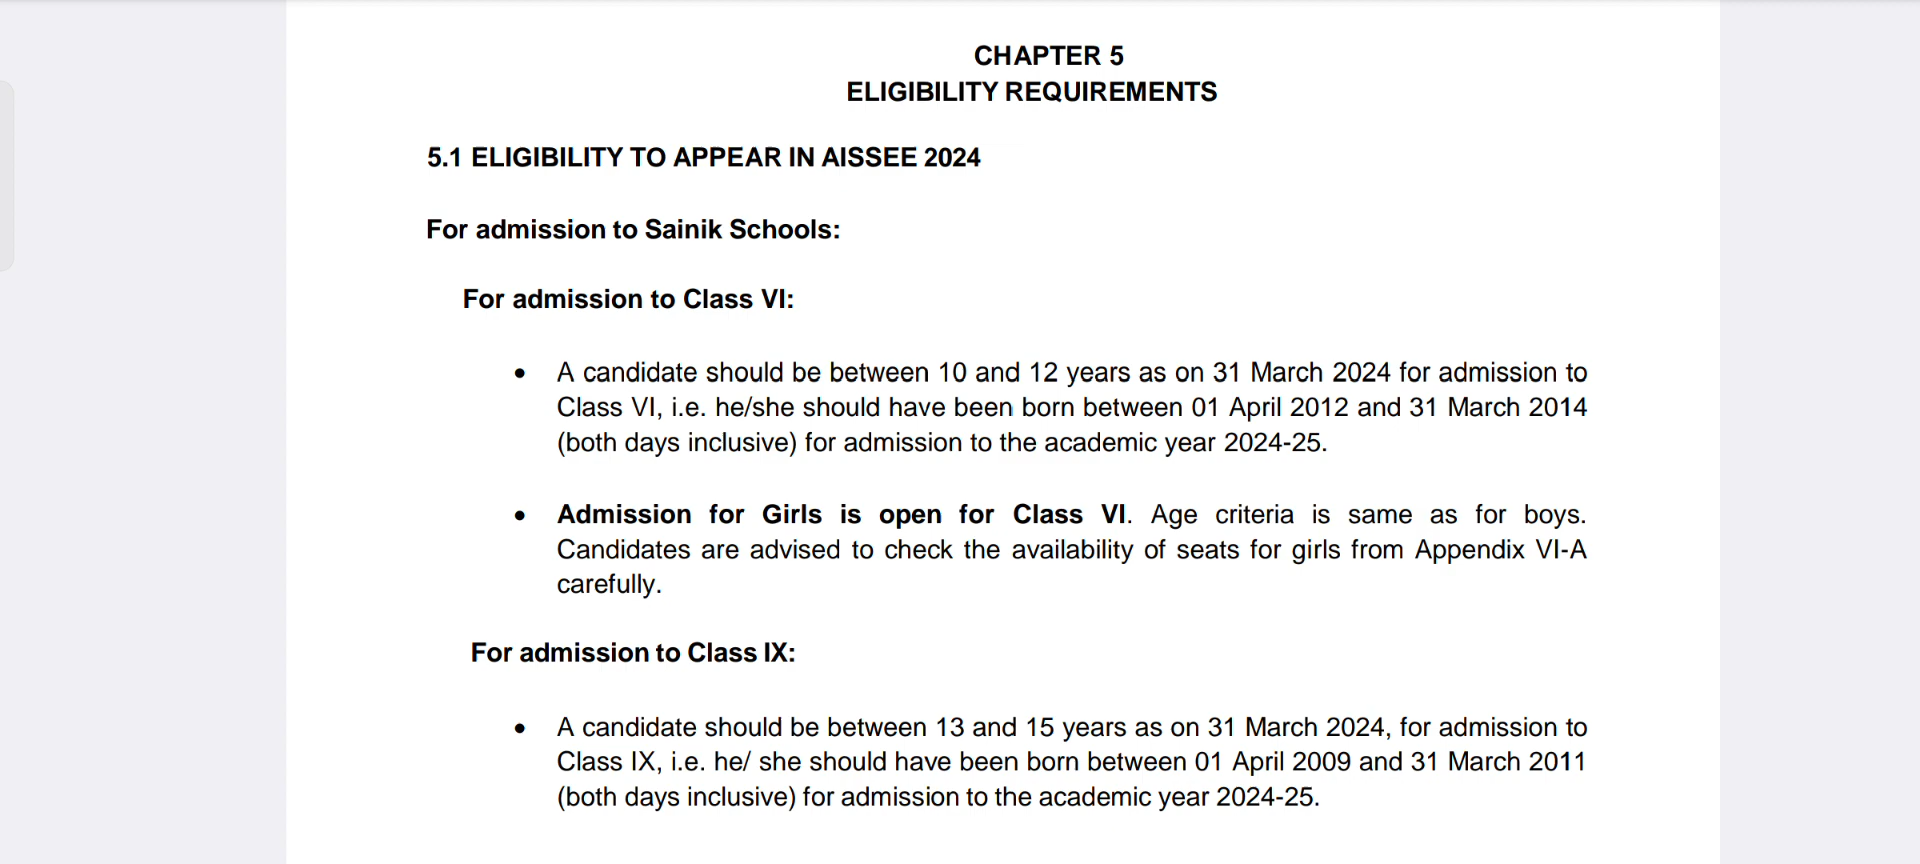 CHAPTER 5
ELIGIBILITY REQUIREMENTS
5.1 ELIGIBILITY TO APPEAR IN AISSEE 2024
For admission to Sainik Schools:
For admission to Class VI:
• A candidate should be between 10 and 12 years as on 31 March 2024 for admission to
Class VI, i.e. he/she should have been born between 01 April 2012 and 31 March 2014
(both days inclusive) for admission to the academic year 2024-25.
• Admission for Girls is open for Class VI. Age criteria is same as for boys.
Candidates are advised to check the availability of seats for girls from Appendix VI-A
carefully.
For admission to Class IX:
• A candidate should be between 13 and 15 years as on 31 March 2024, for admission to
Class IX, i.e. he/ she should have been born between 01 April 2009 and 31 March 2011
(both days inclusive) for admission to the academic year 2024-25.